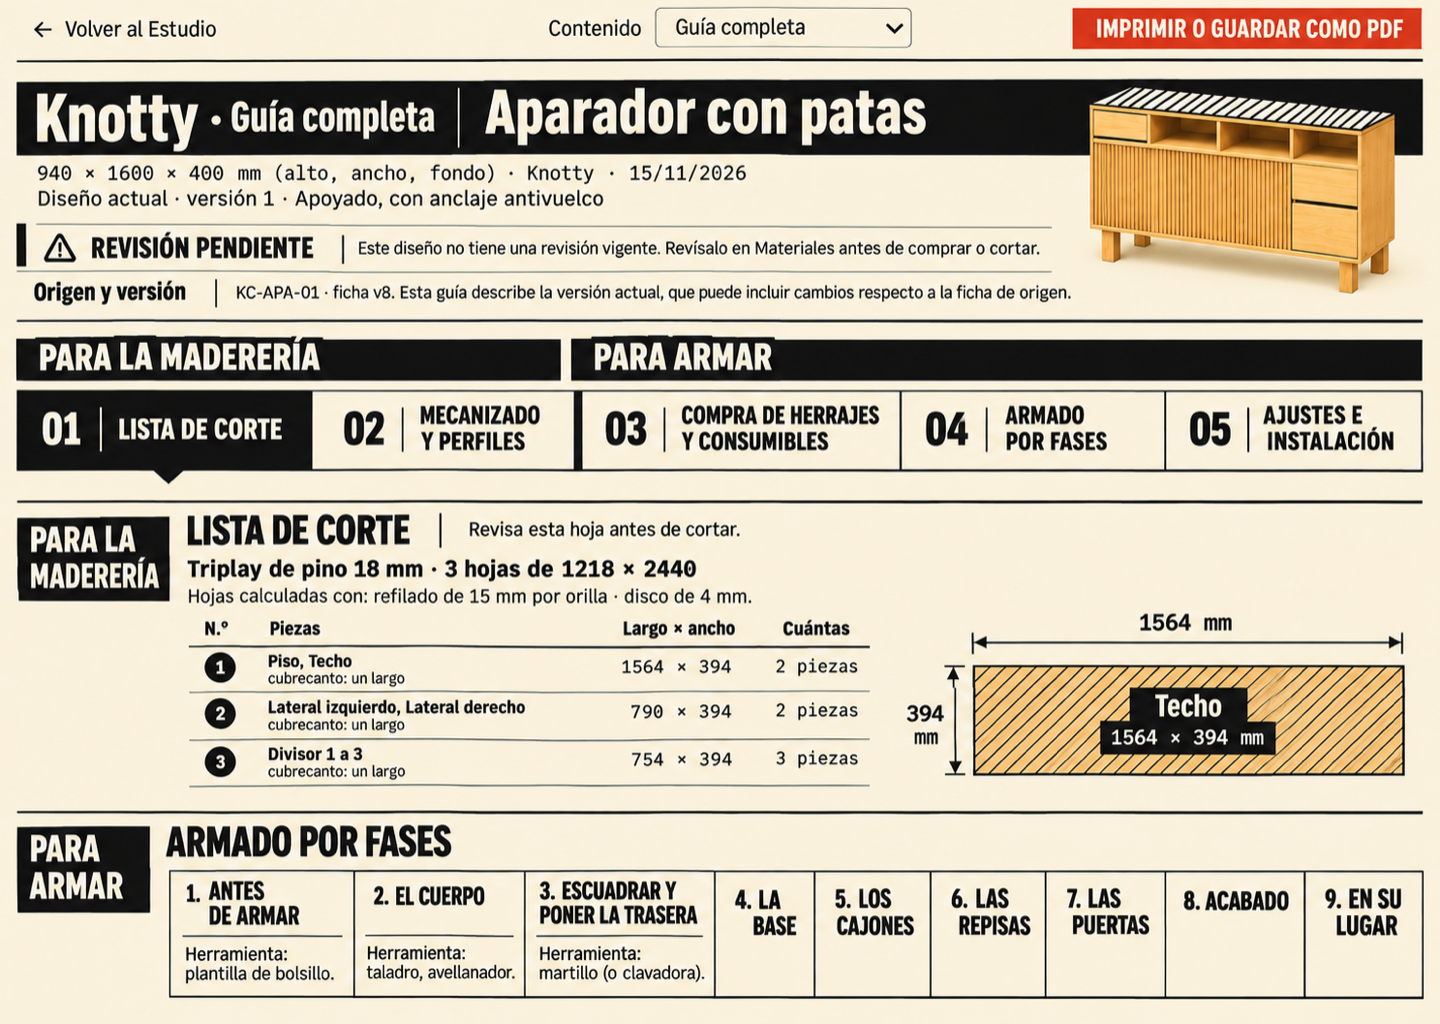 ← Volver al Estudio
Contenido
Guía completa
IMPRIMIR O GUARDAR COMO PDF
Knotty · Guía completa | Aparador con patas
940 × 1600 × 400 mm (alto, ancho, fondo) · Knotty · 15/11/2026
Diseño actual · versión 1 · Apoyado, con anclaje antivuelco
REVISIÓN PENDIENTE | Este diseño no tiene una revisión vigente. Revísalo en Materiales antes de comprar o cortar.
Origen y versión | KC-APA-01 · ficha v8. Esta guía describe la versión actual, que puede incluir cambios respecto a la ficha de origen.
PARA LA MADERERÍA
PARA ARMAR
01 | LISTA DE CORTE
02 | MECANIZADO
Y PERFILES
03 | COMPRA DE HERRAJES
Y CONSUMIBLES
04 | ARMADO
POR FASES
05 | AJUSTES E
INSTALACIÓN
PARA LA
MADERERÍA
LISTA DE CORTE | Revisa esta hoja antes de cortar.
Triplay de pino 18 mm · 3 hojas de 1218 × 2440
Hojas calculadas con: refilado de 15 mm por orilla · disco de 4 mm.
N.º Piezas Largo × ancho Cuántas
1 Piso, Techo 1564 × 394 2 piezas
cubrecanto: un largo
2 Lateral izquierdo, Lateral derecho 790 × 394 2 piezas
cubrecanto: un largo
3 Divisor 1 a 3 754 × 394 3 piezas
cubrecanto: un largo
1564 mm
394
mm
Techo
1564 × 394 mm
PARA
ARMAR
ARMADO POR FASES
1. ANTES
DE ARMAR
Herramienta:
plantilla de bolsillo.
2. EL CUERPO
Herramienta:
taladro, avellanador.
3. ESCUADRAR Y
PONER LA TRASERA
Herramienta:
martillo (o clavadora).
4. LA
BASE
5. LOS
CAJONES
6. LAS
REPISAS
7. LAS
PUERTAS
8. ACABADO
9. EN SU
LUGAR